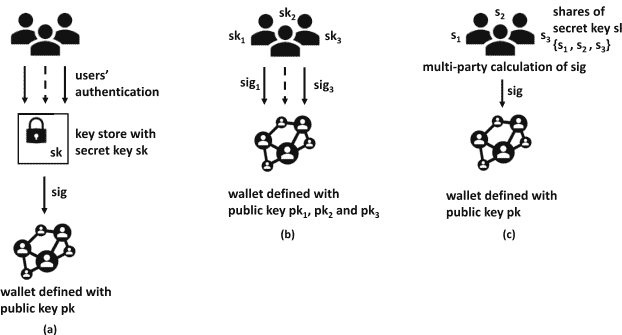 users'
authentication
sk
key store with
secret key sk
sig
wallet defined with
public key pk
(a)
sk₁
sk₂
sk₃
sig₁
sig₃
wallet defined with
public key pk₁, pk₂ and pk₃
(b)
s₁
s₂
s₃
shares of
secret key sl
{s₁ , s₂ , s₃}
multi-party calculation of sig
sig
wallet defined with
public key pk
(c)